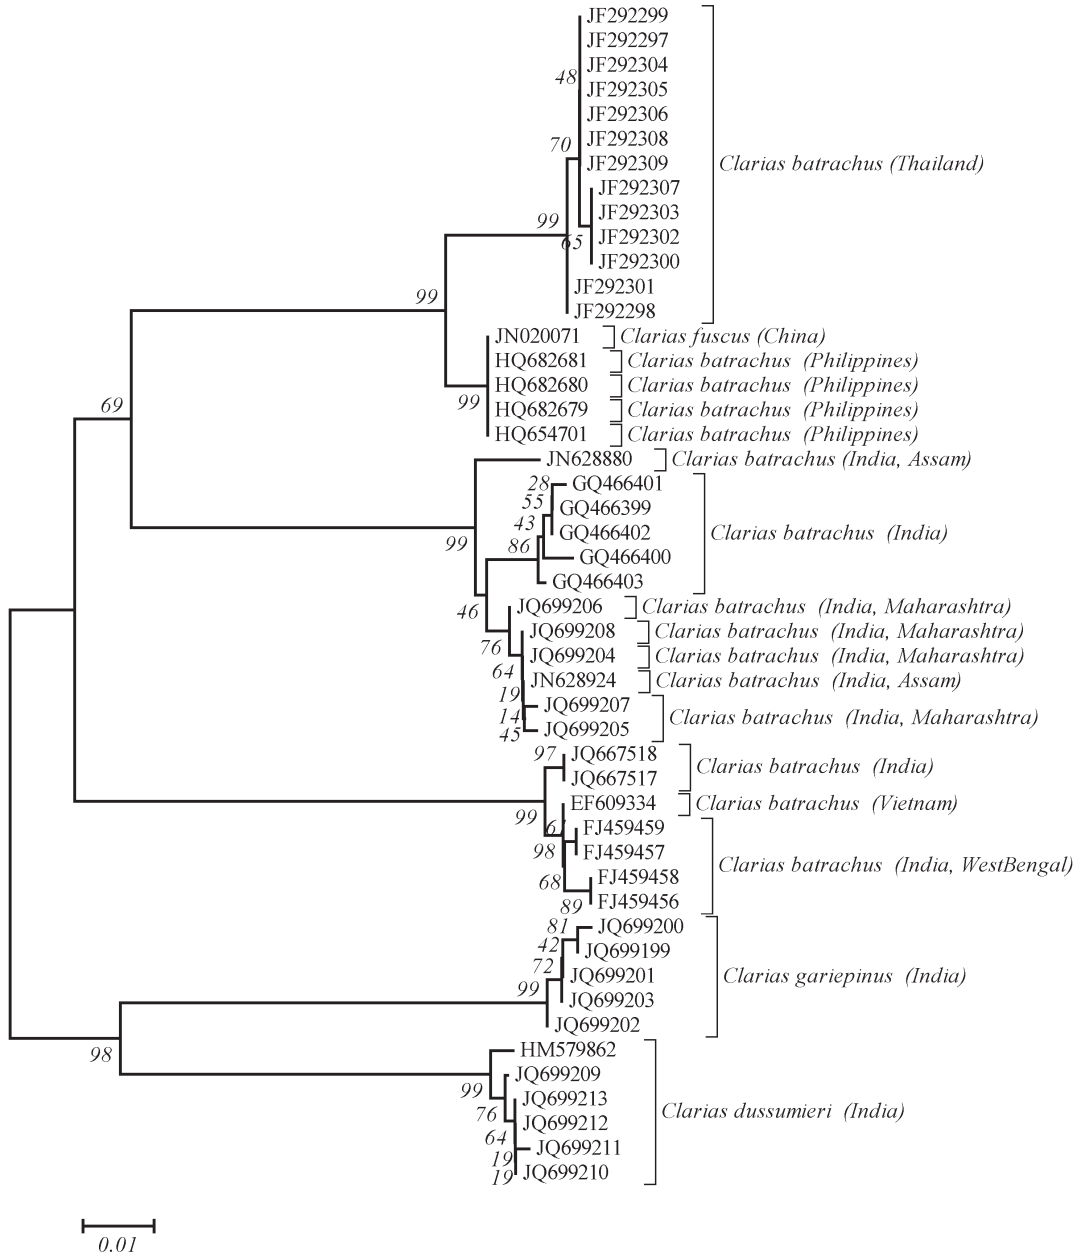 JF292299
JF292297
JF292304
48
JF292305
JF292306
JF292308
70
JF292309
Clarias batrachus (Thailand)
JF292307
JF292303
99
JF292302
65
JF292300
JF292301
99
JF292298
JN020071
Clarias fuscus (China)
HQ682681
Clarias batrachus (Philippines)
HQ682680
Clarias batrachus (Philippines)
69
99
HQ682679
Clarias batrachus (Philippines)
HQ654701
Clarias batrachus (Philippines)
JN628880
Clarias batrachus (India, Assam)
28
GQ466401
55
GQ466399
43
GQ466402
Clarias batrachus (India)
99
86
GQ466400
GQ466403
46
JQ699206
Clarias batrachus (India, Maharashtra)
JQ699208
Clarias batrachus (India, Maharashtra)
76
JQ699204
Clarias batrachus (India, Maharashtra)
64
JN628924
Clarias batrachus (India, Assam)
19
JQ699207
14
Clarias batrachus (India, Maharashtra)
45
JQ699205
97
JQ667518
Clarias batrachus (India)
JQ667517
EF609334
Clarias batrachus (Vietnam)
99
FJ459459
98
FJ459457
Clarias batrachus (India, WestBengal)
68
FJ459458
89
FJ459456
81
JQ699200
42
JQ699199
72
JQ699201
Clarias gariepinus (India)
99
JQ699203
JQ699202
98
HM579862
JQ699209
99
JQ699213
76
Clarias dussumieri (India)
JQ699212
64
JQ699211
19
JQ699210
19
0.01